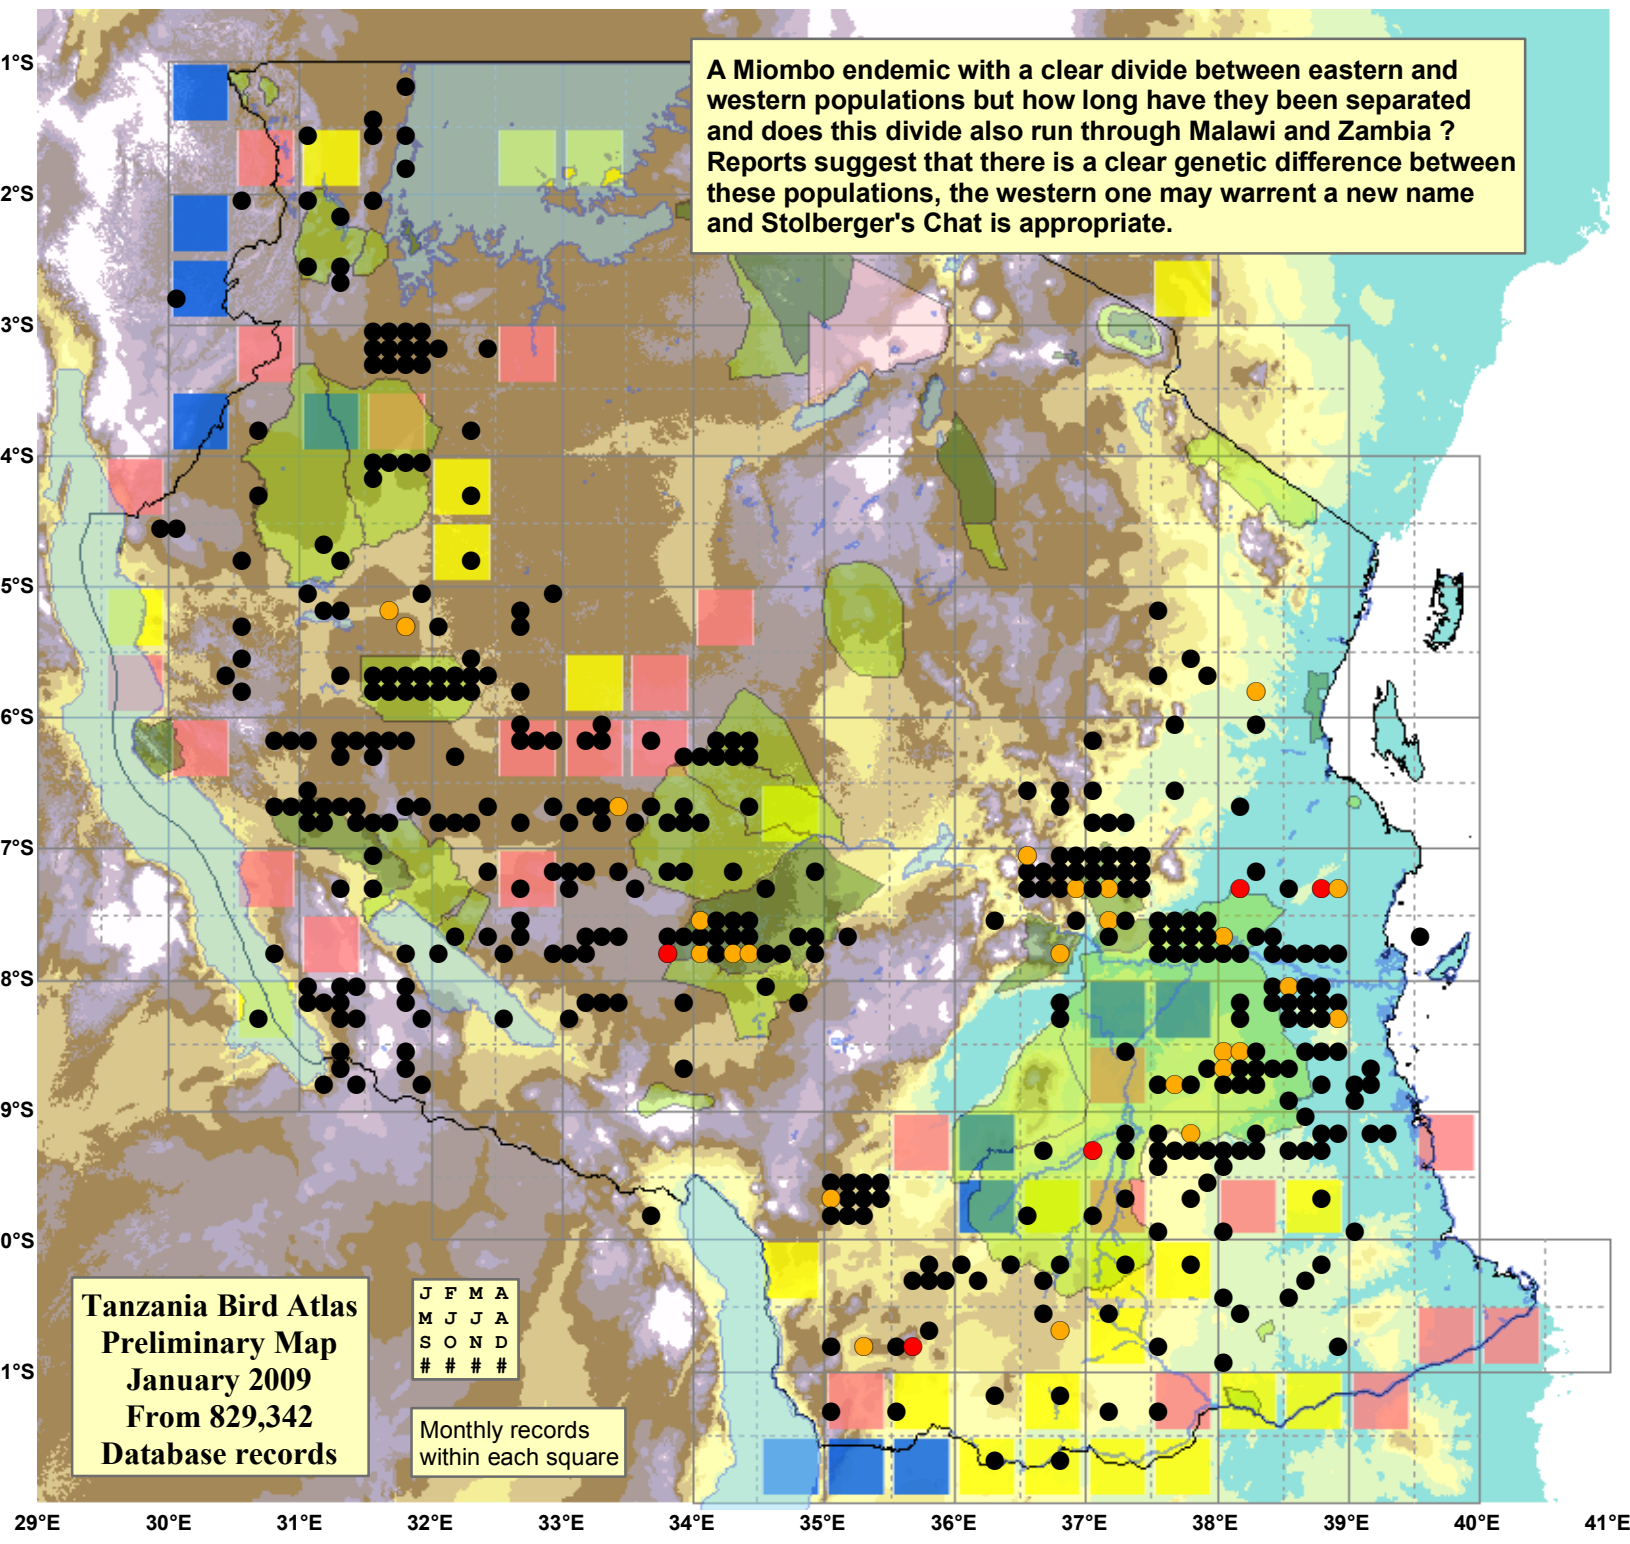 A Miombo endemic with a clear divide between eastern and
western populations but how long have they been separated
and does this divide also run through Malawi and Zambia ?
Reports suggest that there is a clear genetic difference between
these populations, the western one may warrent a new name
and Stolberger's Chat is appropriate.
1°S
2°S
3°S
4°S
5°S
6°S
7°S
8°S
9°S
0°S
1°S
Tanzania Bird Atlas
Preliminary Map
January 2009
From 829,342
Database records
J F M A
M J J A
S O N D
# # # #
Monthly records
within each square
29°E 30°E 31°E 32°E 33°E 34°E 35°E 36°E 37°E 38°E 39°E 40°E 41°E